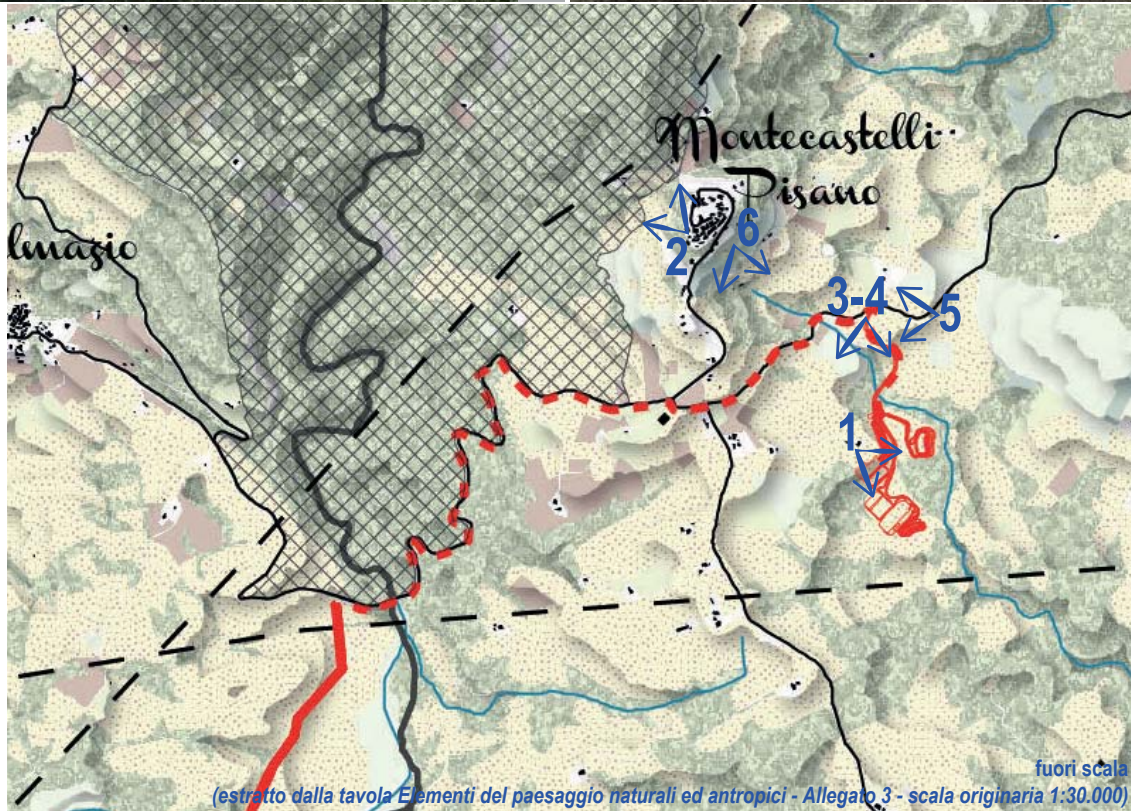 Montecastelli
Pisano
lmagio
2
6
3-4
5
1
fuori scala
(estratto dalla tavola Elementi del paesaggio naturali ed antropici - Allegato 3 - scala originaria 1:30.000)